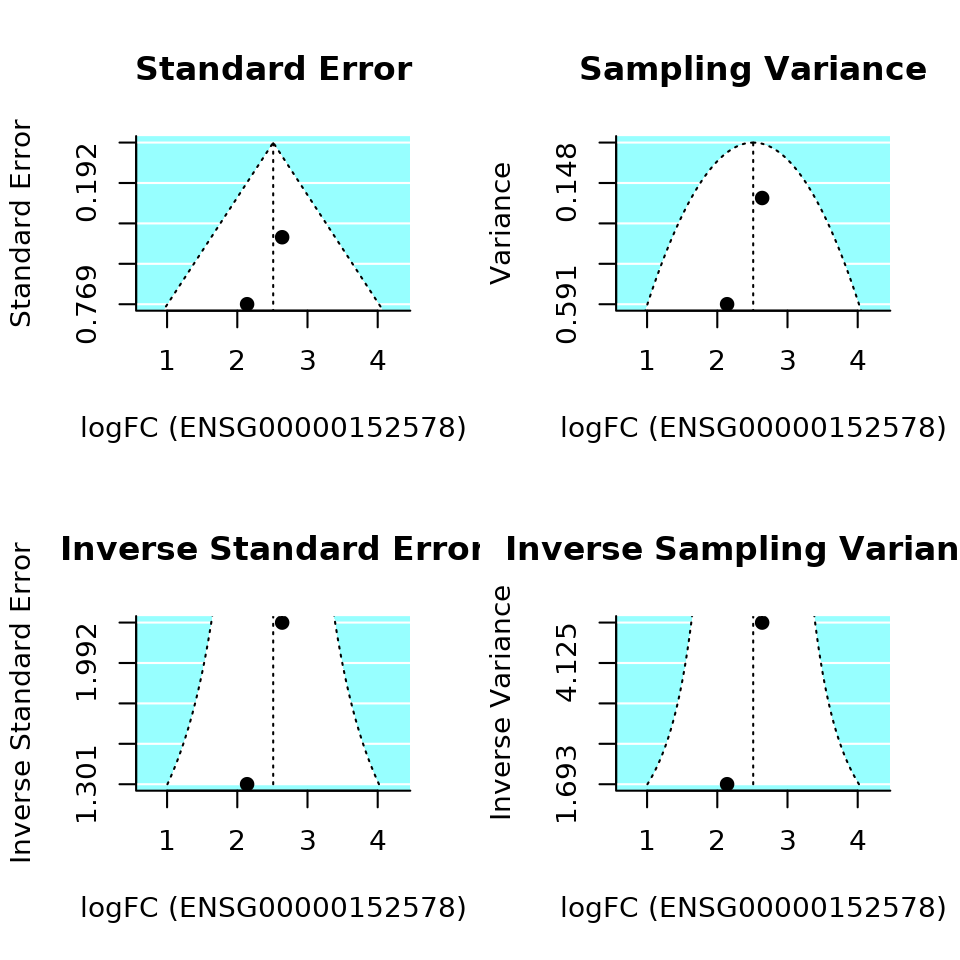 Standard Error
Standard Error
0.192
0.769
1 2 3 4
logFC (ENSG00000152578)
Sampling Variance
Variance
0.148
0.591
1 2 3 4
logFC (ENSG00000152578)
Inverse Standard Error
Inverse Standard Error
1.992
1.301
1 2 3 4
logFC (ENSG00000152578)
Inverse Sampling Varian
Inverse Variance
4.125
1.693
1 2 3 4
logFC (ENSG00000152578)